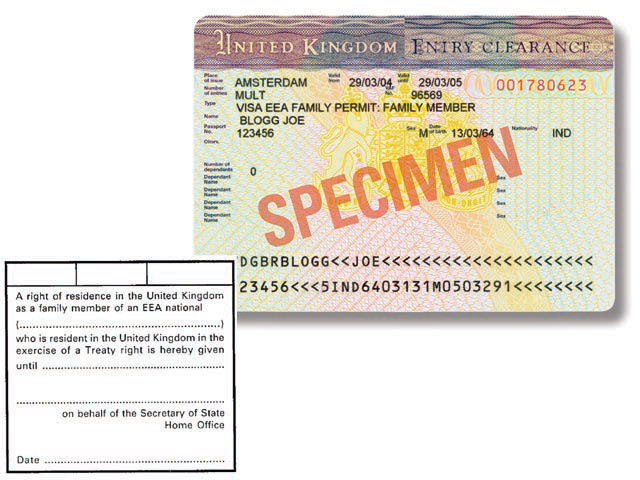 UNITED KINGDOM ENTRY CLEARANCE
Place of issue AMSTERDAM Valid from 29/03/04 Valid until 29/03/05 001780623
Number of entries MULT No. 96569
Type VISA EEA FAMILY PERMIT: FAMILY MEMBER
Name BLOGG JOE
Passport No. 123456 Sex M Date of birth 13/03/64 Nationality IND
Obsvs.
Number of dependants 0
Dependant Name Sex
Dependant Name Sex
Dependant Name Sex
Dependant Name Sex
SPECIMEN
DGBRBLOGG<<JOE<<<<<<<<<<<<<<<<<<<<<
23456<<<5IND6403131M0503291<<<<<<<<
A right of residence in the United Kingdom
as a family member of an EEA national
(..............................................................)
who is resident in the United Kingdom in the
exercise of a Treaty right is hereby given
until ......................................................
..............................................................
on behalf of the Secretary of State
Home Office
Date ......................................................